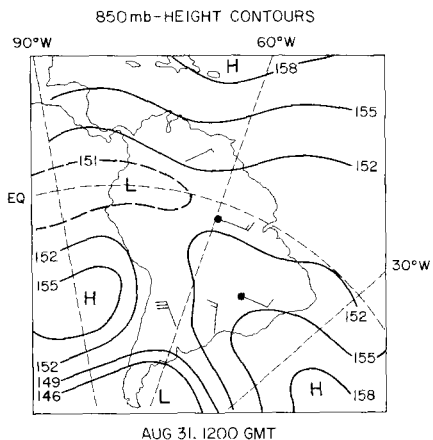 850mb-HEIGHT CONTOURS
90°W 60°W
H
158
155
152
151
L
EQ
152
155
H
30°W
152
155
152
149
146
L
H
158
AUG 31. 1200 GMT